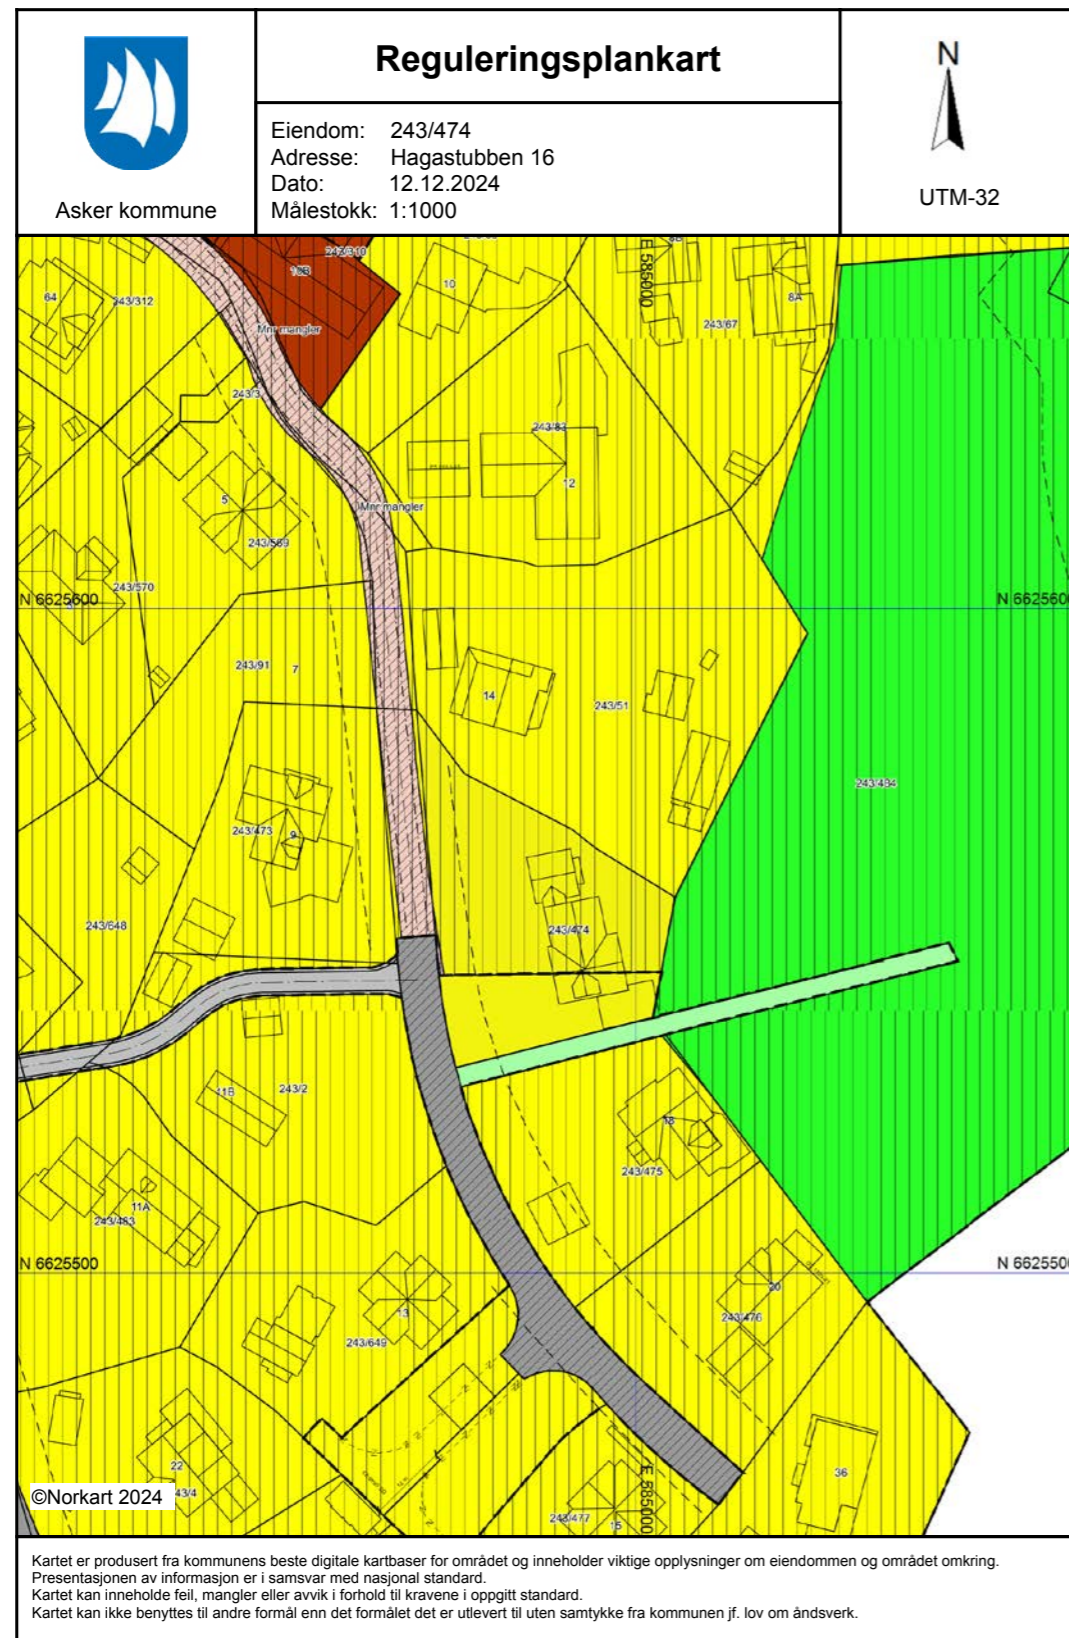 Reguleringsplankart
Eiendom: 243/474
Adresse: Hagastubben 16
Dato: 12.12.2024
Målestokk: 1:1000
Asker kommune
N
UTM-32
243/310
10B
10
E 585000
64
243/312
8A
243/67
Mnr mangler
243/3
243/83
12
5
Mnr mangler
243/569
243/570
N 6625600
N 6625600
243/91
7
14
243/51
243/484
243/473
9
243/648
243/474
11B
243/2
18
243/475
11A
243/483
N 6625500
N 6625500
20
13
243/649
243/476
22
36
©Norkart 2024
43/4
E 585000
243/477
15
Kartet er produsert fra kommunens beste digitale kartbaser for området og inneholder viktige opplysninger om eiendommen og området omkring.
Presentasjonen av informasjon er i samsvar med nasjonal standard.
Kartet kan inneholde feil, mangler eller avvik i forhold til kravene i oppgitt standard.
Kartet kan ikke benyttes til andre formål enn det formålet det er utlevert til uten samtykke fra kommunen jf. lov om åndsverk.